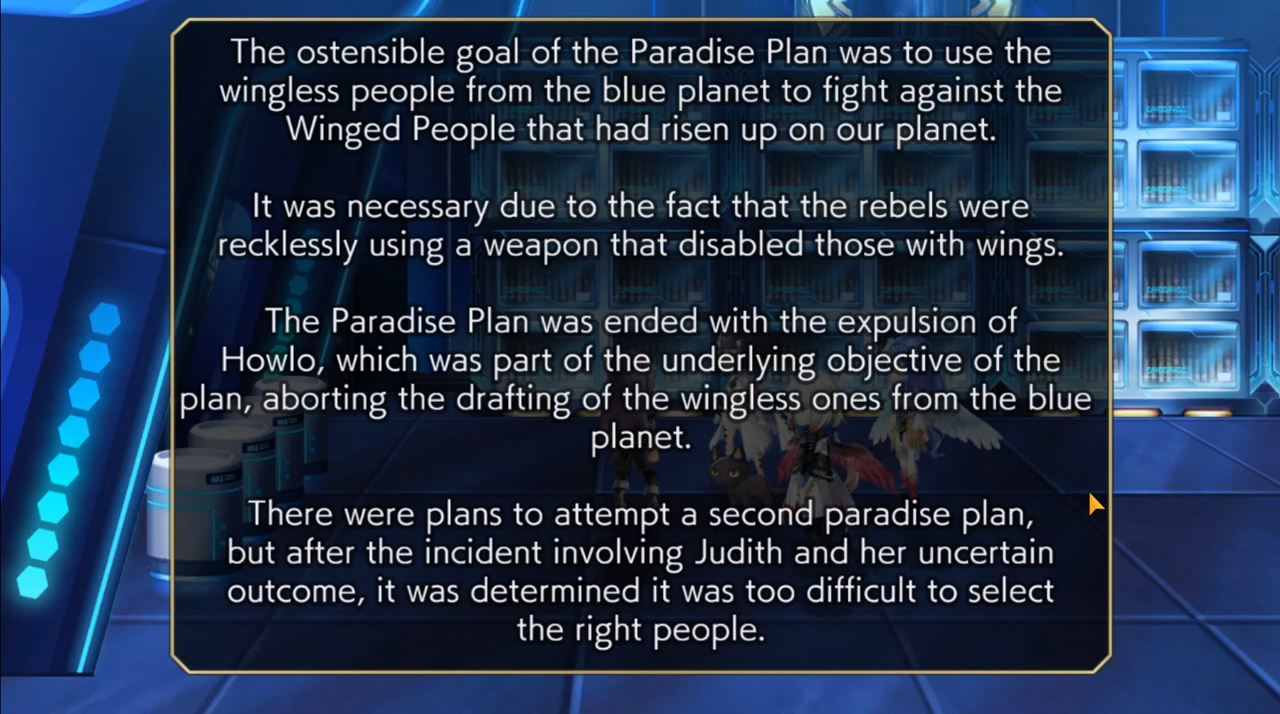 The ostensible goal of the Paradise Plan was to use the
wingless people from the blue planet to fight against the
Winged People that had risen up on our planet.
It was necessary due to the fact that the rebels were
recklessly using a weapon that disabled those with wings.
The Paradise Plan was ended with the expulsion of
Howlo, which was part of the underlying objective of the
plan, aborting the drafting of the wingless ones from the blue
planet.
There were plans to attempt a second paradise plan,
but after the incident involving Judith and her uncertain
outcome, it was determined it was too difficult to select
the right people.